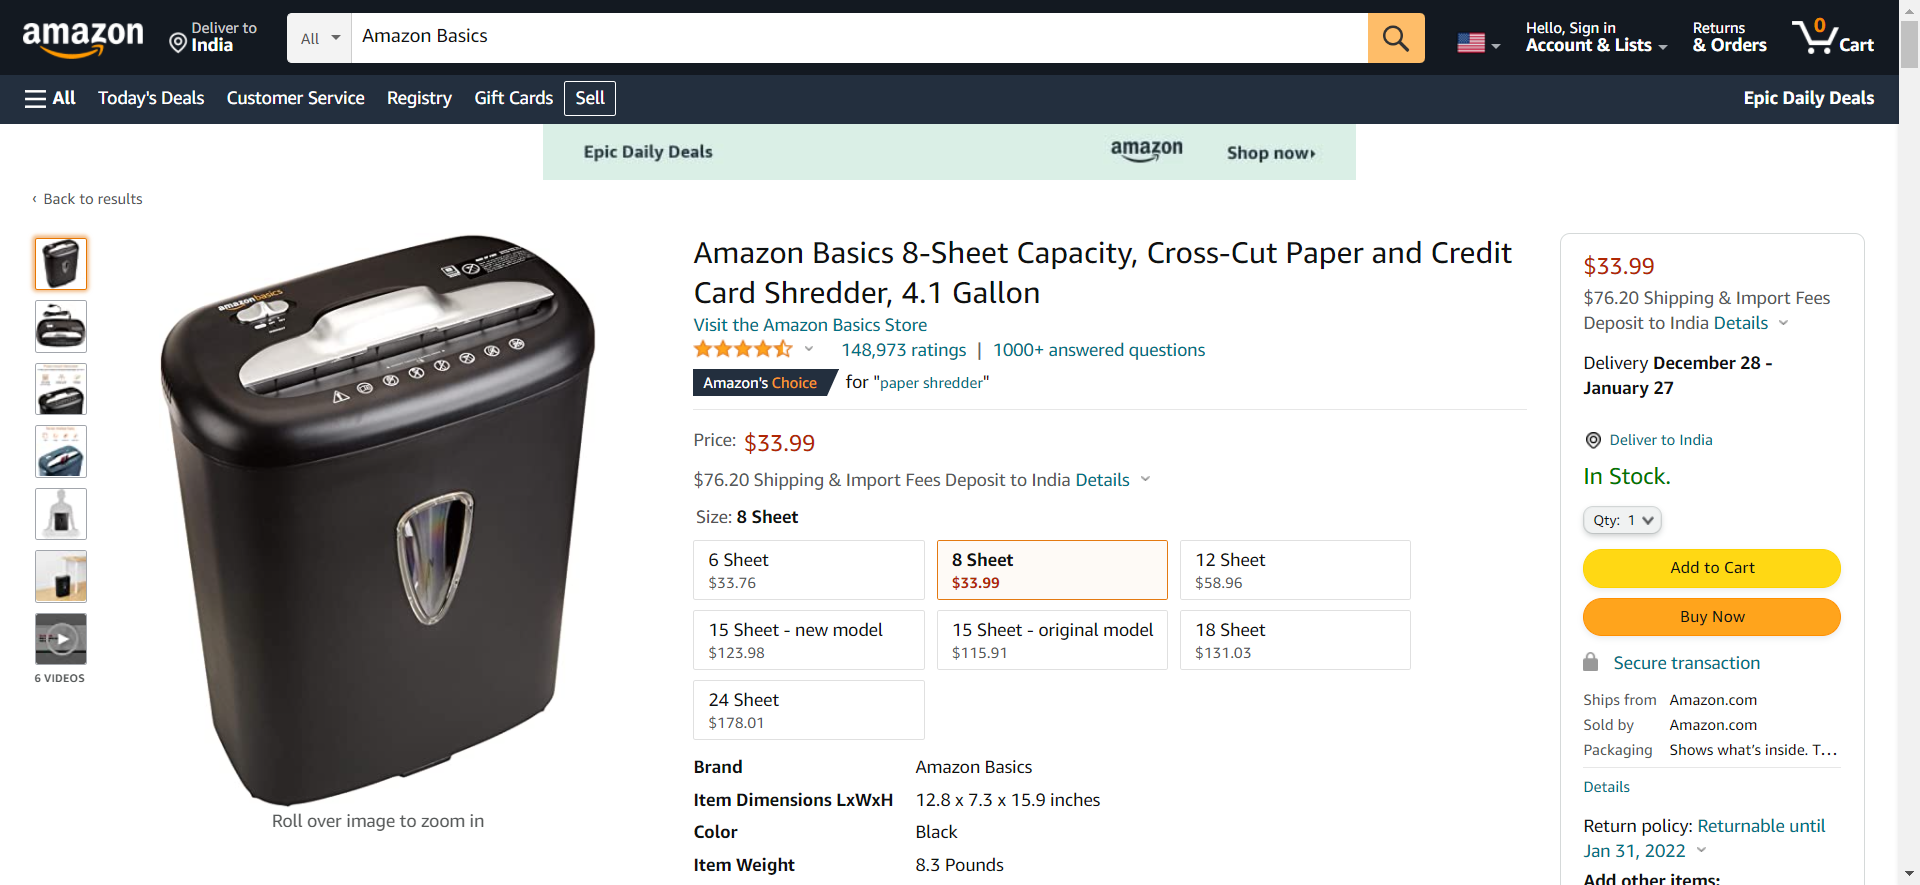 amazon
Deliver to
India
All
Amazon Basics
Hello, Sign in
Account & Lists
Returns
& Orders
0
Cart
All
Today's Deals
Customer Service
Registry
Gift Cards
Sell
Epic Daily Deals
Epic Daily Deals
amazon
Shop now
‹ Back to results
amazonbasics
6 VIDEOS
Roll over image to zoom in
Amazon Basics 8-Sheet Capacity, Cross-Cut Paper and Credit
Card Shredder, 4.1 Gallon
Visit the Amazon Basics Store
148,973 ratings | 1000+ answered questions
Amazon's Choice for "paper shredder"
Price: $33.99
$76.20 Shipping & Import Fees Deposit to India Details
Size: 8 Sheet
6 Sheet
$33.76
8 Sheet
$33.99
12 Sheet
$58.96
15 Sheet - new model
$123.98
15 Sheet - original model
$115.91
18 Sheet
$131.03
24 Sheet
$178.01
Brand Amazon Basics
Item Dimensions LxWxH 12.8 x 7.3 x 15.9 inches
Color Black
Item Weight 8.3 Pounds
$33.99
$76.20 Shipping & Import Fees
Deposit to India Details
Delivery December 28 -
January 27
Deliver to India
In Stock.
Qty: 1
Add to Cart
Buy Now
Secure transaction
Ships from Amazon.com
Sold by Amazon.com
Packaging Shows what's inside. T...
Details
Return policy: Returnable until
Jan 31, 2022
Add other items: